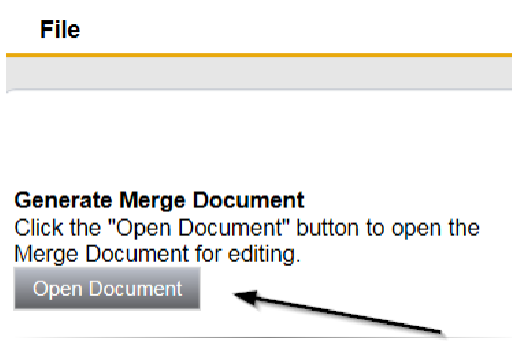 File
Generate Merge Document
Click the "Open Document" button to open the
Merge Document for editing.
Open Document